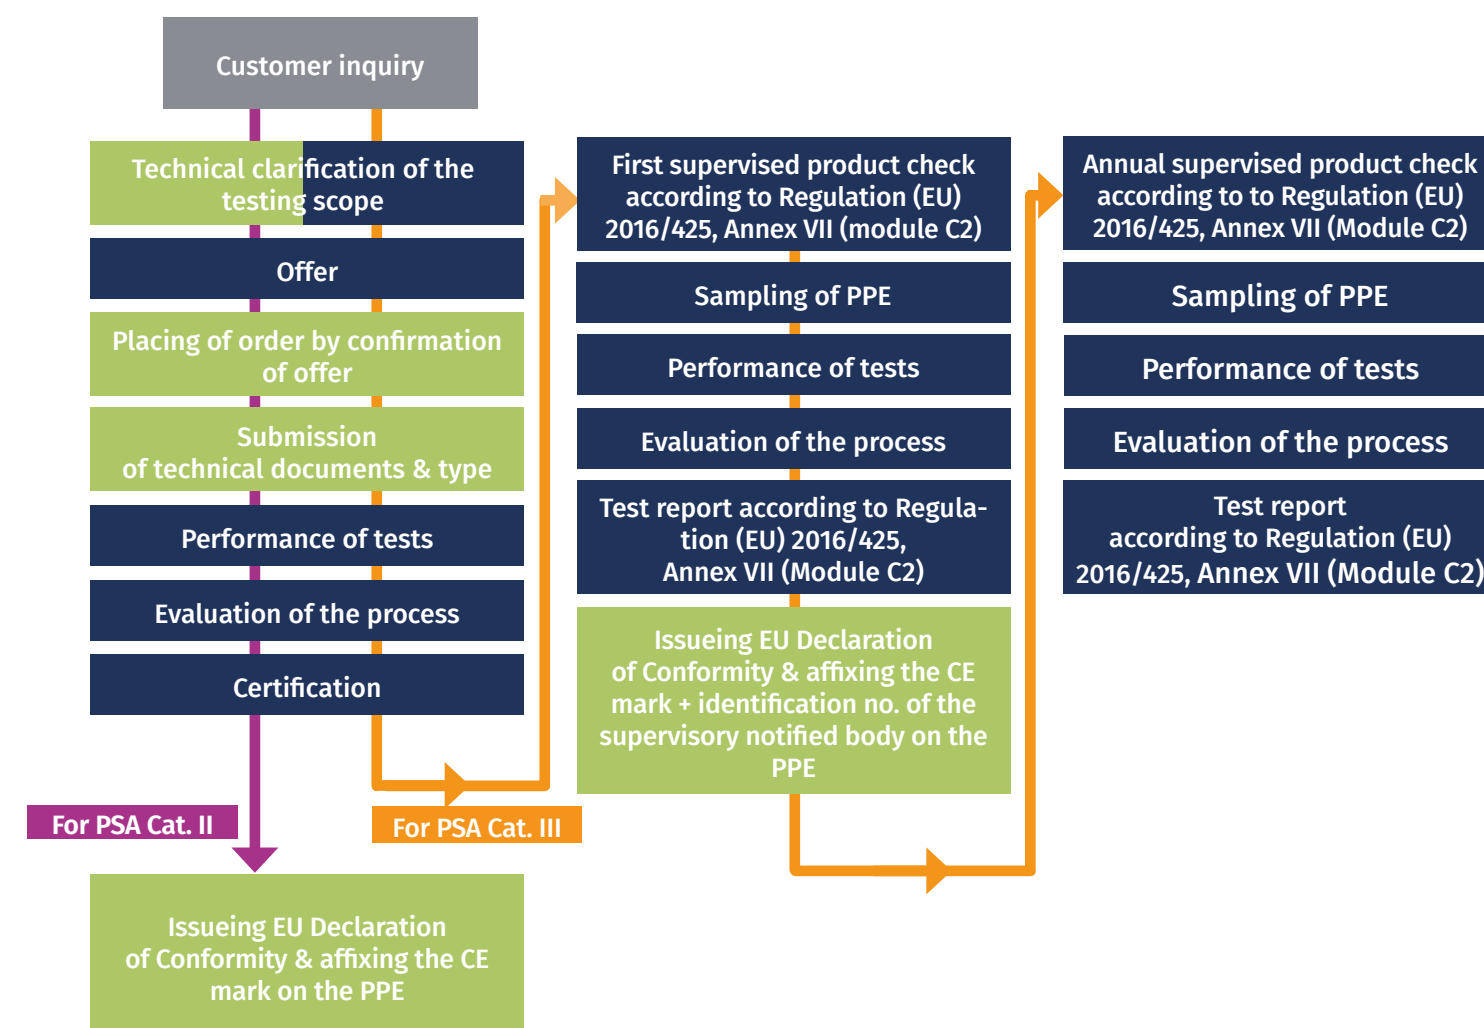 Customer inquiry
Technical clarification of the
testing scope
Offer
Placing of order by confirmation
of offer
Submission
of technical documents & type
Performance of tests
Evaluation of the process
Certification
For PSA Cat. II
For PSA Cat. III
Issueing EU Declaration
of Conformity & affixing the CE
mark on the PPE
First supervised product check
according to Regulation (EU)
2016/425, Annex VII (module C2)
Sampling of PPE
Performance of tests
Evaluation of the process
Test report according to Regula-
tion (EU) 2016/425,
Annex VII (Module C2)
Issueing EU Declaration
of Conformity & affixing the CE
mark + identification no. of the
supervisory notified body on the
PPE
Annual supervised product check
according to to Regulation (EU)
2016/425, Annex VII (Module C2)
Sampling of PPE
Performance of tests
Evaluation of the process
Test report
according to Regulation (EU)
2016/425, Annex VII (Module C2)